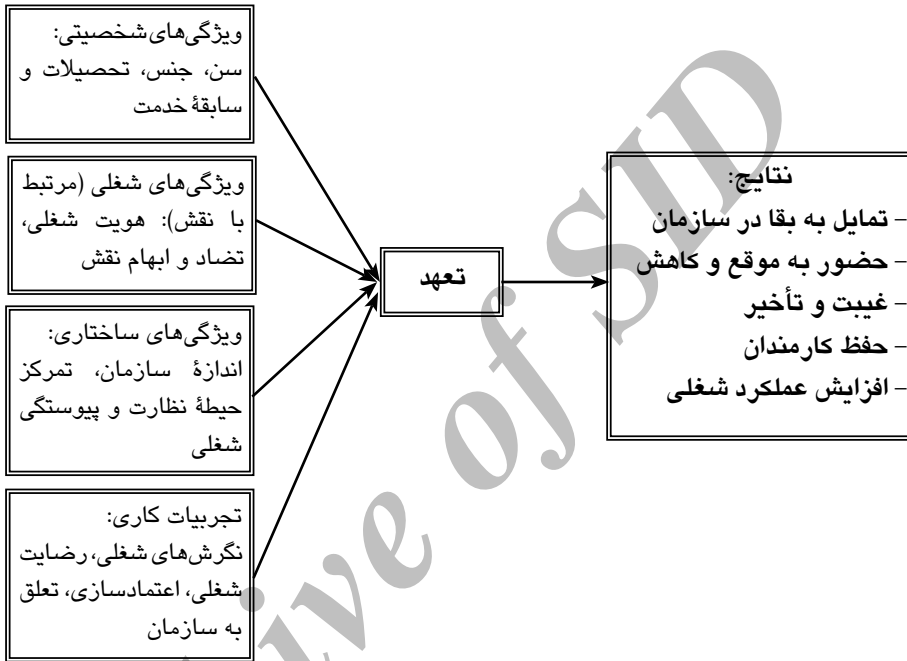 ویژگی‌های شخصیتی:
سن، جنس، تحصیلات و
سابقهٔ خدمت
ویژگی‌های شغلی (مرتبط
با نقش): هویت شغلی،
تضاد و ابهام نقش
ویژگی‌های ساختاری:
اندازهٔ سازمان، تمرکز
حیطهٔ نظارت و پیوستگی
شغلی
تجربیات کاری:
نگرش‌های شغلی، رضایت
شغلی، اعتمادسازی، تعلق
به سازمان
تعهد
نتایج:
– تمایل به بقا در سازمان
– حضور به موقع و کاهش
– غیبت و تأخیر
– حفظ کارمندان
– افزایش عملکرد شغلی
ive of SID